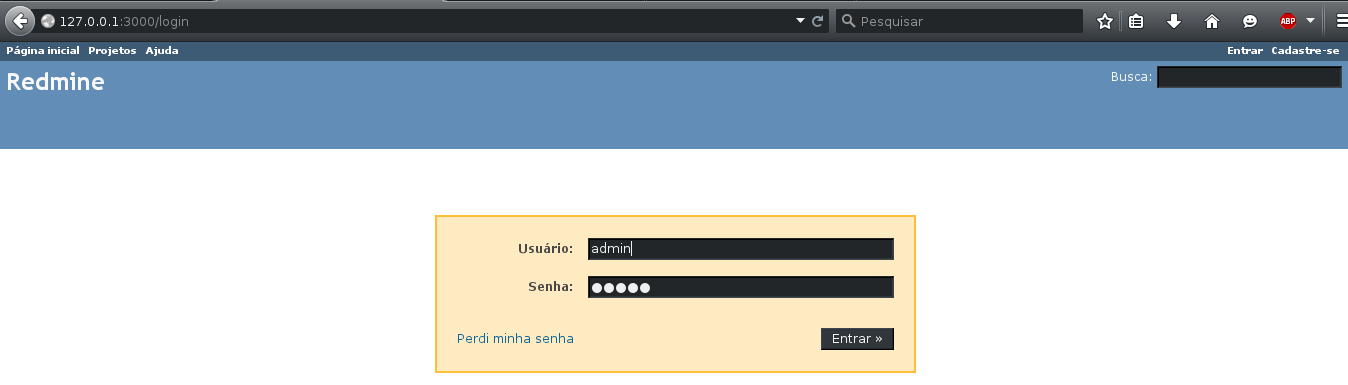 127.0.0.1:3000/login
Pesquisar
ABP
Página inicial Projetos Ajuda
Entrar Cadastre-se
Redmine
Busca:
Usuário: admin
Senha: ●●●●●
Perdi minha senha
Entrar »